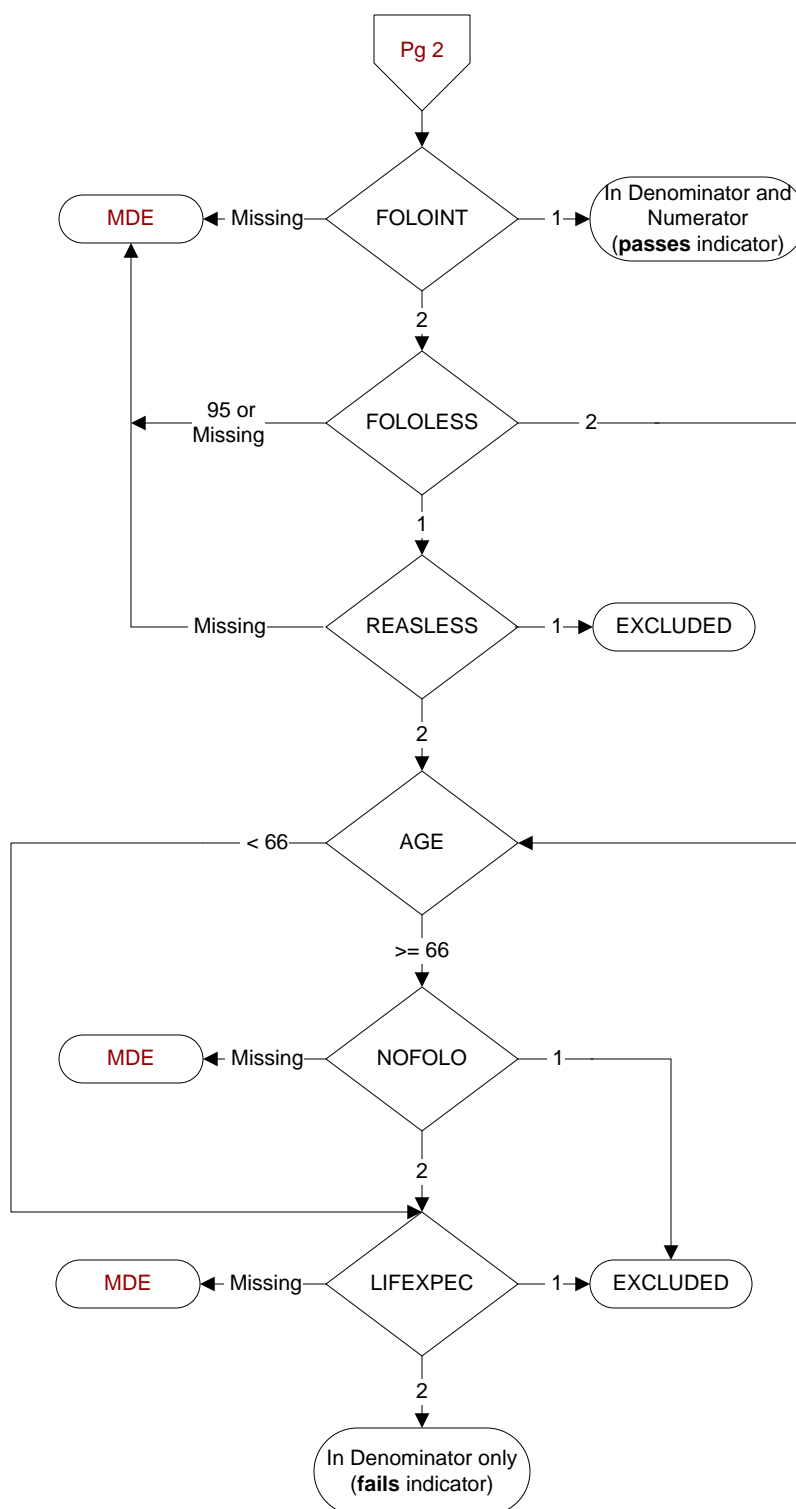 Pg 2
MDE
Missing
FOLOINT
1
In Denominator and
Numerator
(passes indicator)
2
95 or
Missing
FOLOLESS
2
1
Missing
REASLESS
1
EXCLUDED
2
< 66
AGE
>= 66
MDE
Missing
NOFOLO
1
2
MDE
Missing
LIFEXPEC
1
EXCLUDED
2
In Denominator only
(fails indicator)